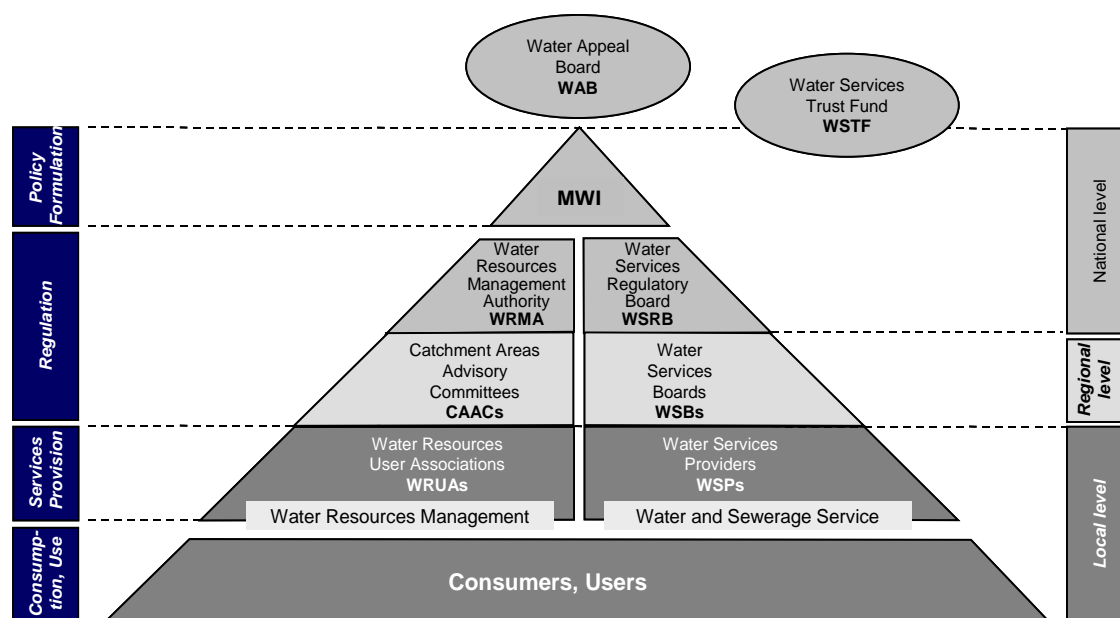 Water Appeal
Board
WAB
Water Services
Trust Fund
WSTF
Policy
Formulation
MWI
National level
Regulation
Water
Resources
Management
Authority
WRMA
Water
Services
Regulatory
Board
WSRB
Catchment Areas
Advisory
Committees
CAACs
Water
Services
Boards
WSBs
Regional
level
Services
Provision
Water Resources
User Associations
WRUAs
Water Services
Providers
WSPs
Water Resources Management
Water and Sewerage Service
Local level
Consump-
tion, Use
Consumers, Users